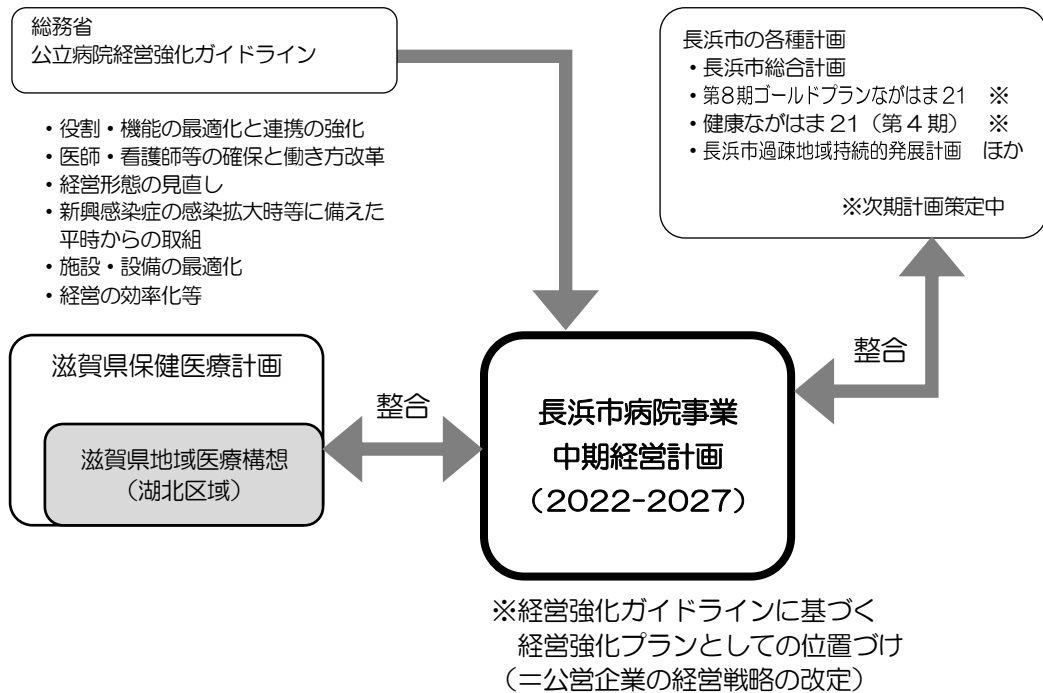 総務省
公立病院経営強化ガイドライン
・役割・機能の最適化と連携の強化
・医師・看護師等の確保と働き方改革
・経営形態の見直し
・新興感染症の感染拡大時等に備えた
平時からの取組
・施設・設備の最適化
・経営の効率化等
長浜市の各種計画
・長浜市総合計画
・第8期ゴールドプランながはま21　※
・健康ながはま21（第4期）　※
・長浜市過疎地域持続的発展計画　ほか
※次期計画策定中
整合
滋賀県保健医療計画
滋賀県地域医療構想
（湖北区域）
整合
長浜市病院事業
中期経営計画
（2022-2027）
※経営強化ガイドラインに基づく
経営強化プランとしての位置づけ
（＝公営企業の経営戦略の改定）